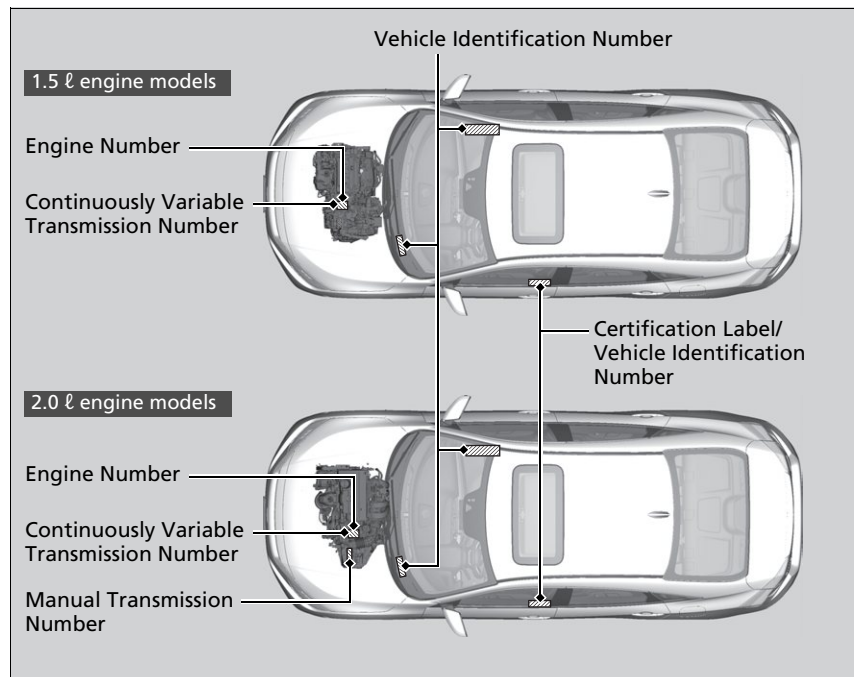 Vehicle Identification Number
1.5 ℓ engine models
Engine Number
Continuously Variable
Transmission Number
Certification Label/
Vehicle Identification
Number
2.0 ℓ engine models
Engine Number
Continuously Variable
Transmission Number
Manual Transmission
Number